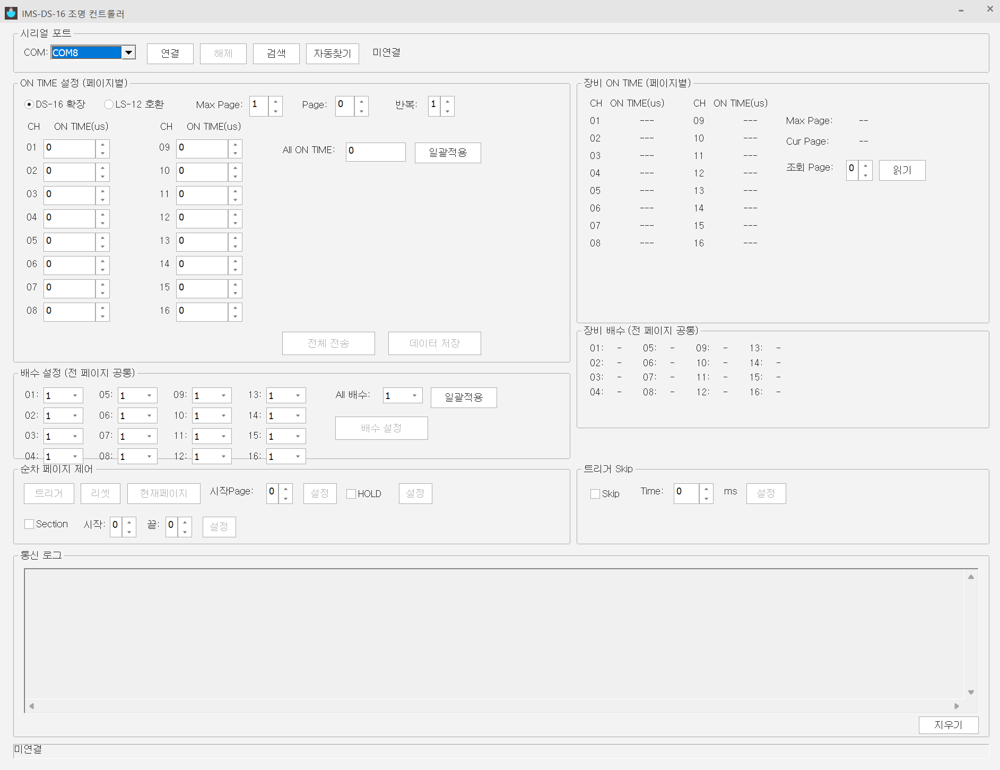 IMS-DS-16 조명 컨트롤러
시리얼 포트
COM: COM8 연결 해제 검색 자동찾기 미연결
ON TIME 설정 (페이지별)
DS-16 확장 LS-12 호환 Max Page: 1 Page: 0 반복: 1
CH ON TIME(us) CH ON TIME(us)
01 0 09 0 All ON TIME: 0 일괄적용
02 0 10 0
03 0 11 0
04 0 12 0
05 0 13 0
06 0 14 0
07 0 15 0
08 0 16 0
전체 전송 데이터 저장
장비 ON TIME (페이지별)
CH ON TIME(us) CH ON TIME(us)
01 --- 09 --- Max Page: --
02 --- 10 --- Cur Page: --
03 --- 11 --- 조회 Page: 0 읽기
04 --- 12 ---
05 --- 13 ---
06 --- 14 ---
07 --- 15 ---
08 --- 16 ---
장비 배수 (전 페이지 공통)
01: - 05: - 09: - 13: -
02: - 06: - 10: - 14: -
03: - 07: - 11: - 15: -
04: - 08: - 12: - 16: -
배수 설정 (전 페이지 공통)
01: 1 05: 1 09: 1 13: 1 All 배수: 1 일괄적용
02: 1 06: 1 10: 1 14: 1
03: 1 07: 1 11: 1 15: 1 배수 설정
04: 1 08: 1 12: 1 16: 1
순차 페이지 제어
트리거 리셋 현재페이지 시작Page: 0 설정 HOLD 설정
Section 시작: 0 끝: 0 설정
트리거 Skip
Skip Time: 0 ms 설정
통신 로그
지우기
미연결